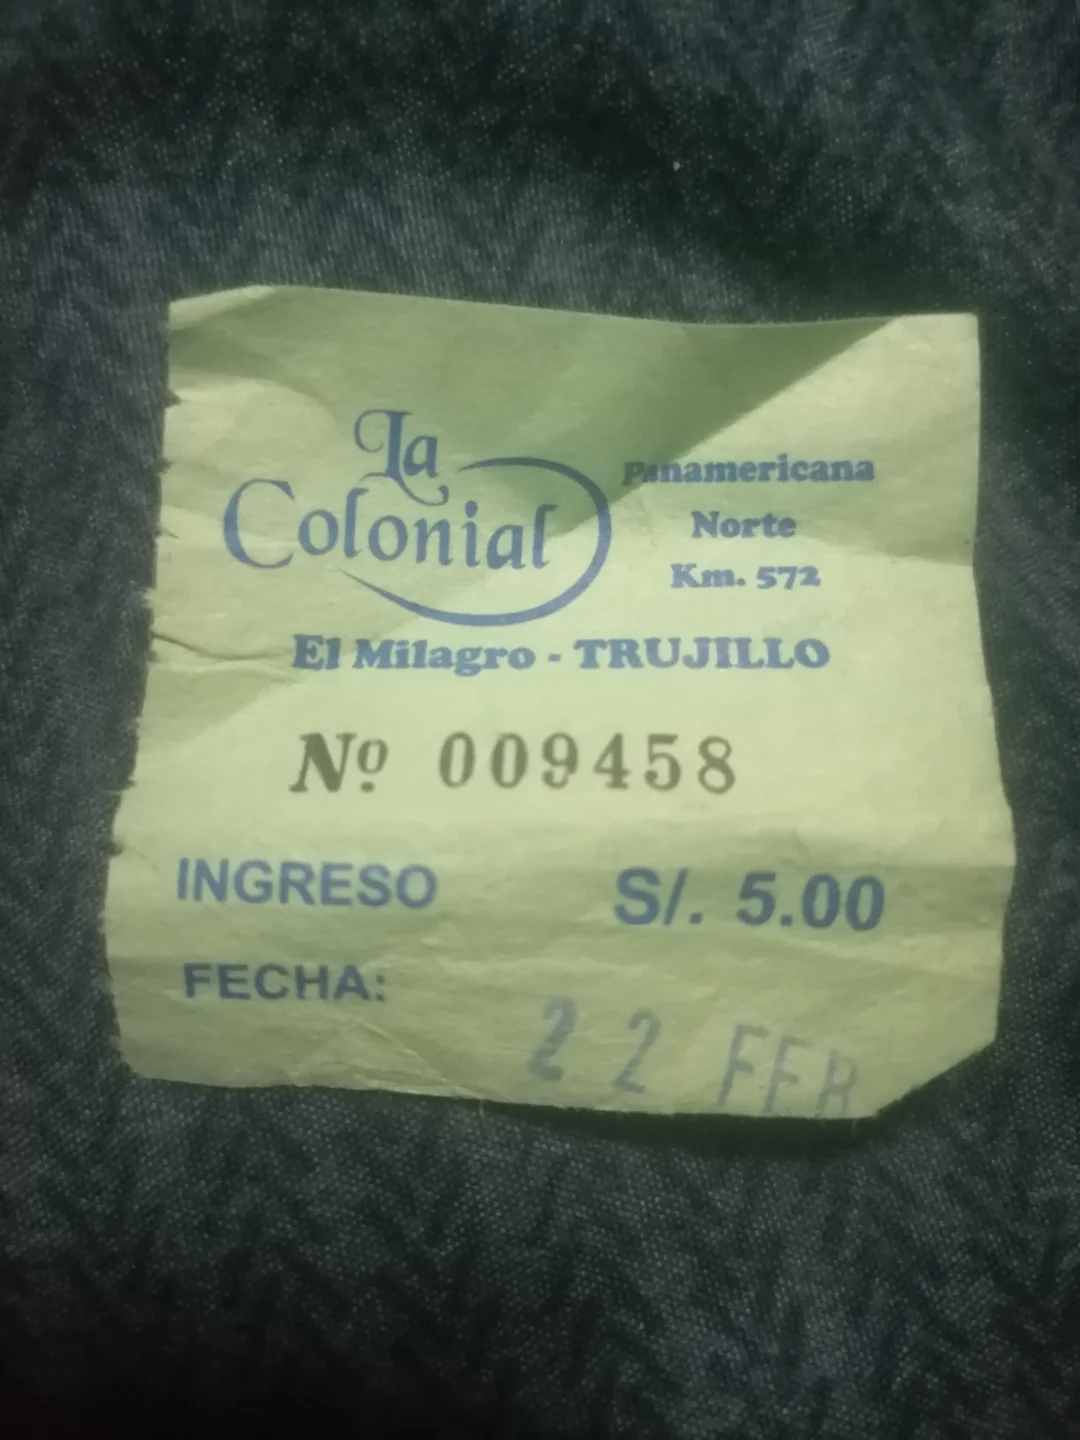 La
Colonial
Panamericana
Norte
Km. 572
El Milagro - TRUJILLO
Nº 009458
INGRESO S/. 5.00
FECHA:
22 FEB